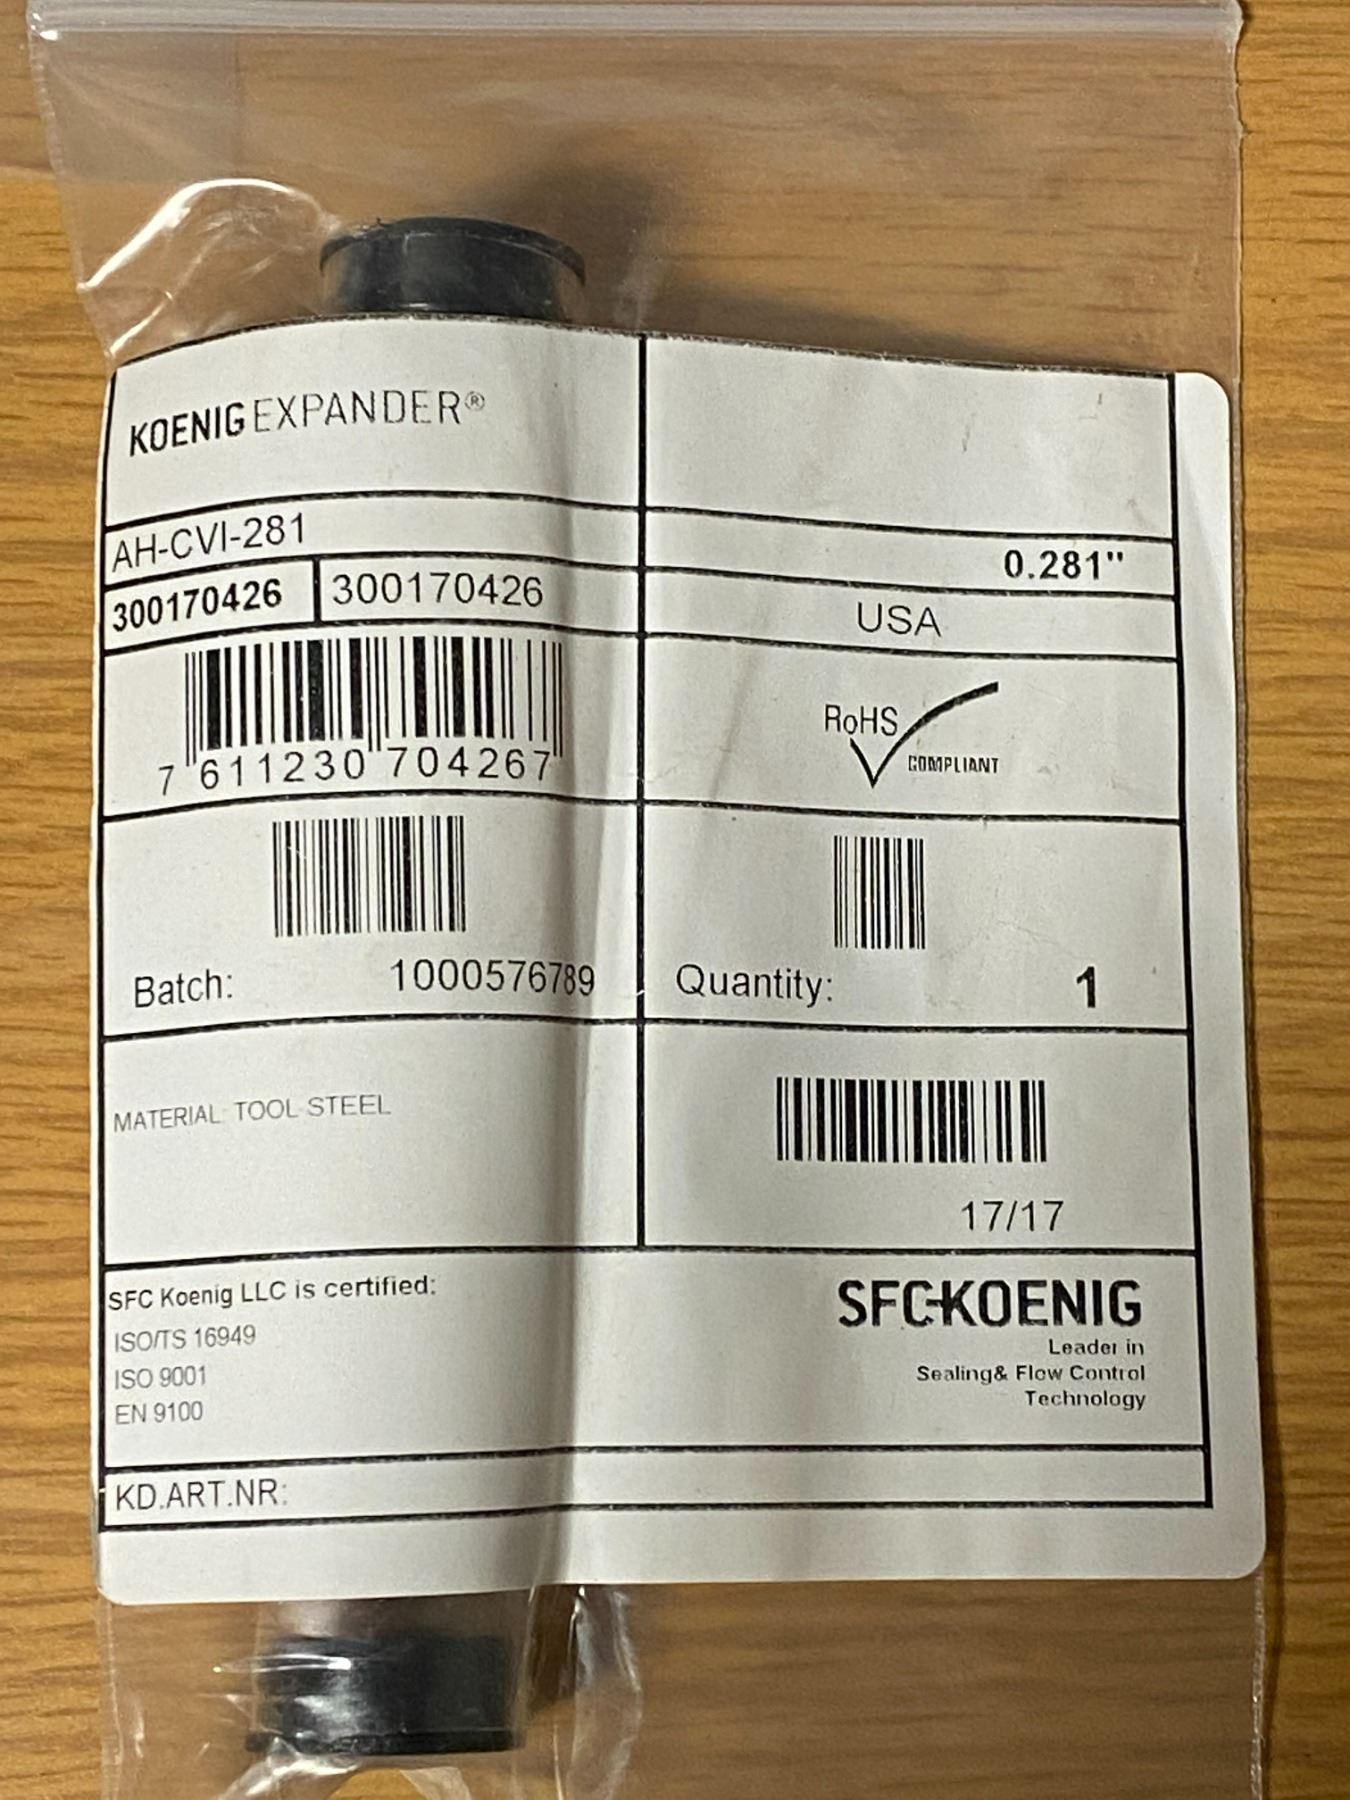 KOENIG EXPANDER®
AH-CVI-281
0.281"
300170426
300170426
USA
7 611230 704267
RoHS
COMPLIANT
Batch: 1000576789
Quantity: 1
MATERIAL: TOOL STEEL
17/17
SFC Koenig LLC is certified:
ISO/TS 16949
ISO 9001
EN 9100
SFC-KOENIG
Leader in
Sealing& Flow Control
Technology
KD.ART.NR: